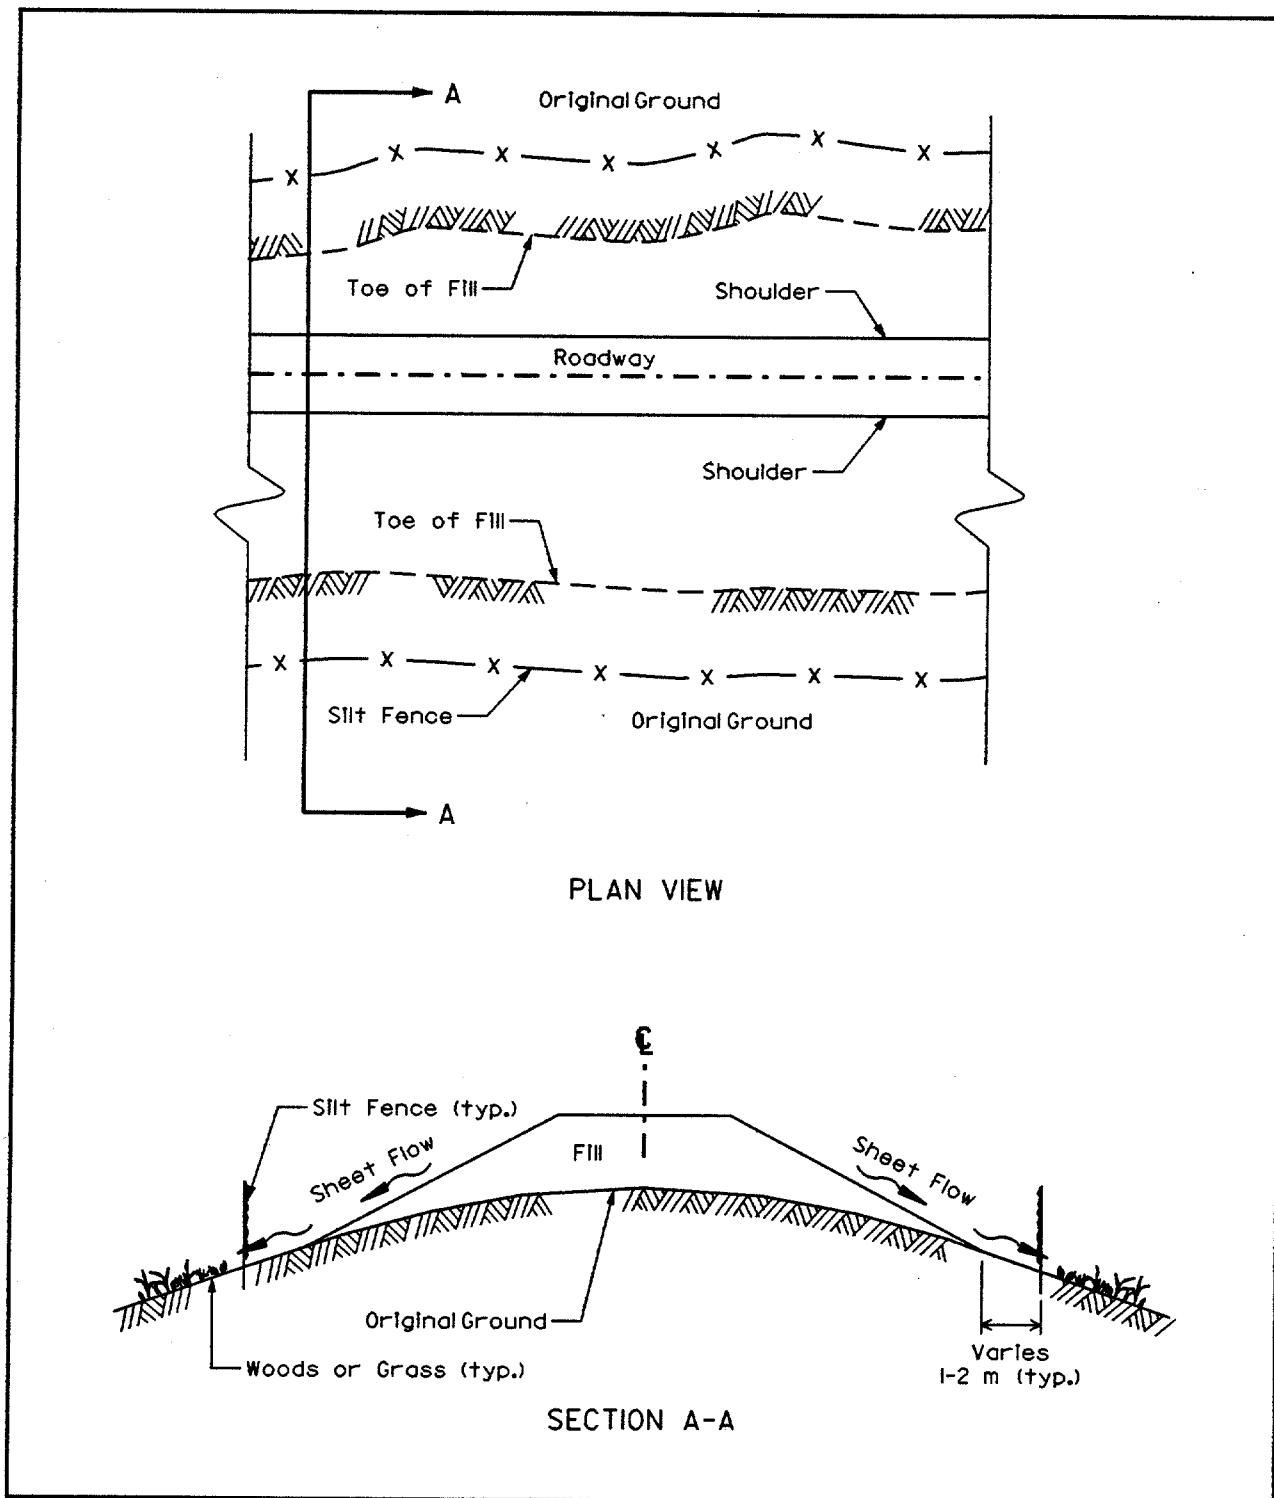 A
Original Ground
X X X X X X X
Toe of Fill
Shoulder
Roadway
Shoulder
Toe of Fill
X X X X X X X
Silt Fence
Original Ground
A
PLAN VIEW
℄
Silt Fence (typ.)
Sheet Flow
Fill
Sheet Flow
Original Ground
Woods or Grass (typ.)
Varies
1-2 m (typ.)
SECTION A-A